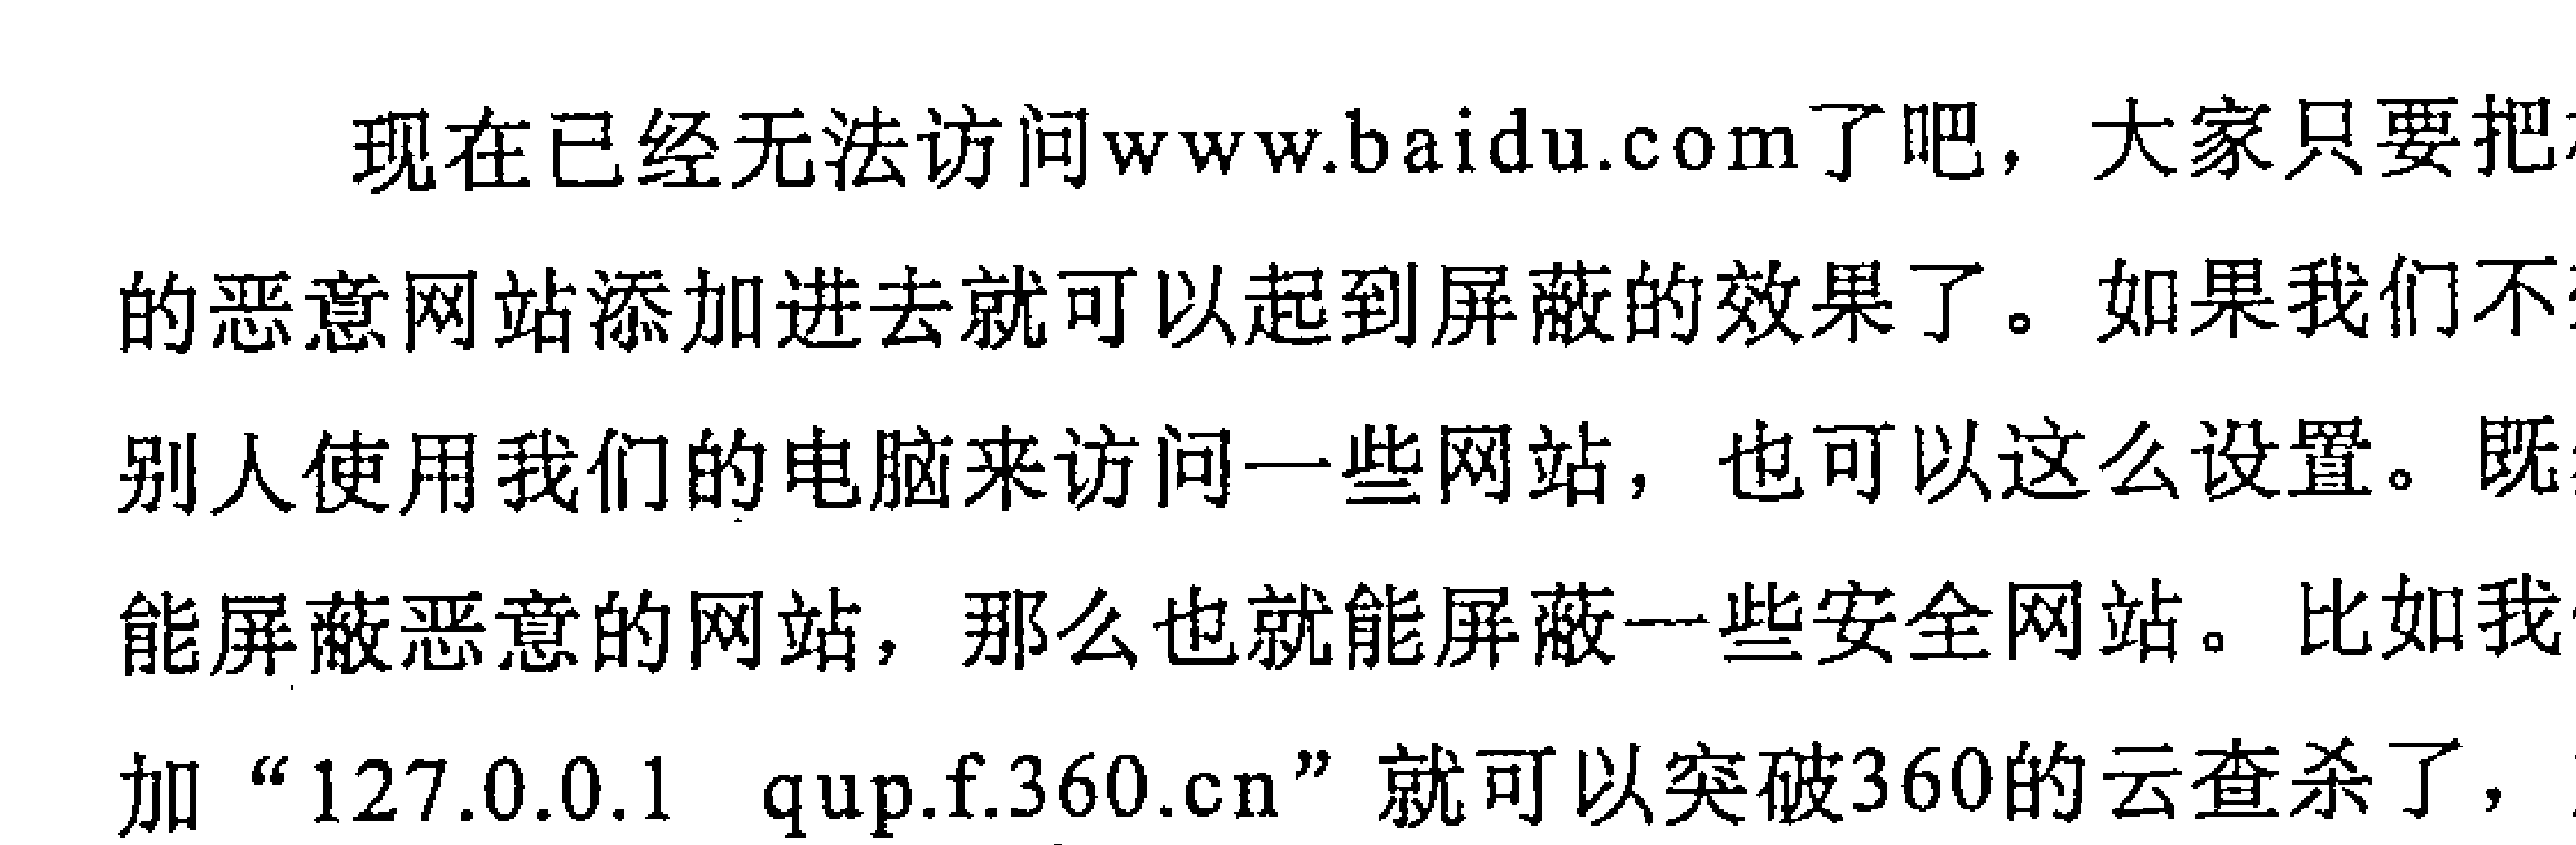 现在已经无法访问www.baidu.com了吧，大家只要把
的恶意网站添加进去就可以起到屏蔽的效果了。如果我们不
别人使用我们的电脑来访问一些网站，也可以这么设置。既
能屏蔽恶意的网站，那么也就能屏蔽一些安全网站。比如我
加“127.0.0.1 qup.f.360.cn”就可以突破360的云查杀了，